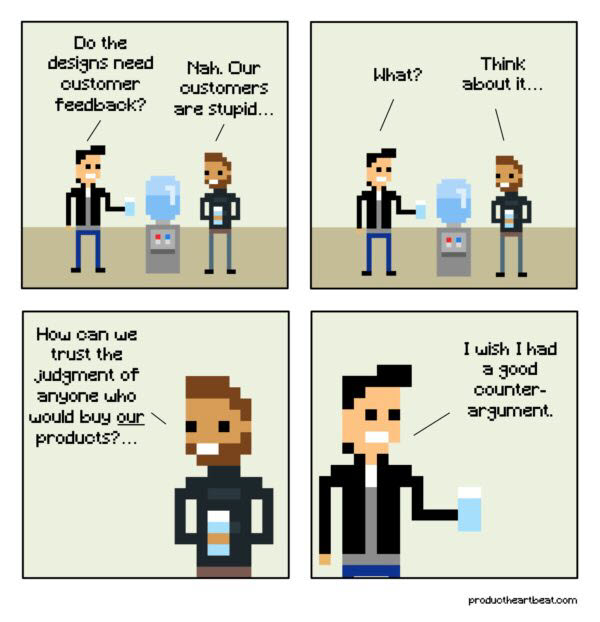 Do the
designs need
customer
feedback?
Nah. Our
customers
are stupid...
What?
Think
about it...
How can we
trust the
judgment of
anyone who
would buy our
products?...
I wish I had
a good
counter-
argument.
productheartbeat.com